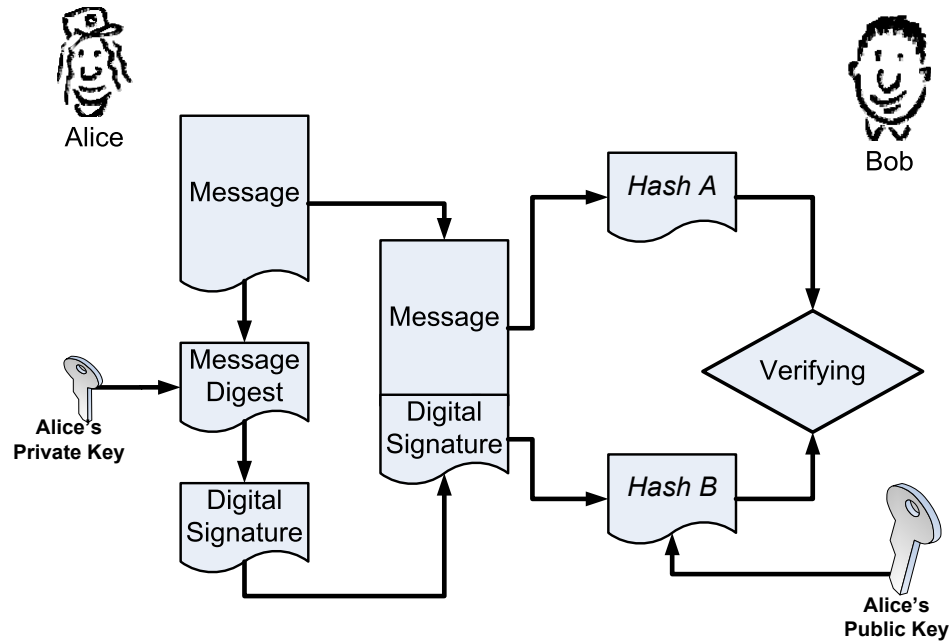 Alice
Bob
Message
Hash A
Message
Verifying
Message
Digest
Alice's
Private Key
Digital
Signature
Hash B
Digital
Signature
Alice's
Public Key